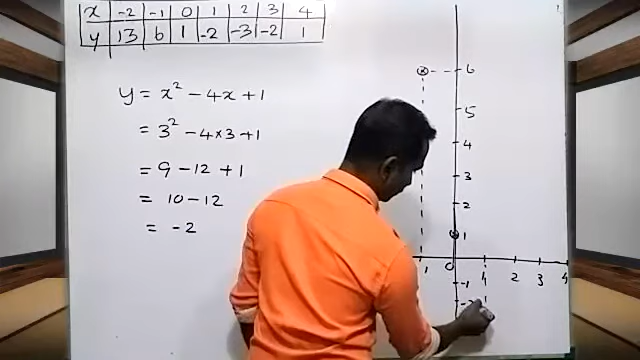 x -2 -1 0 1 2 3 4
y 13 6 1 -2 -3 -2 1
y = x² - 4x + 1
= 3² - 4×3 + 1
= 9 - 12 + 1
= 10 - 12
= -2
6
5
4
3
2
1
-1 0 1 2 3 4
-1
-2